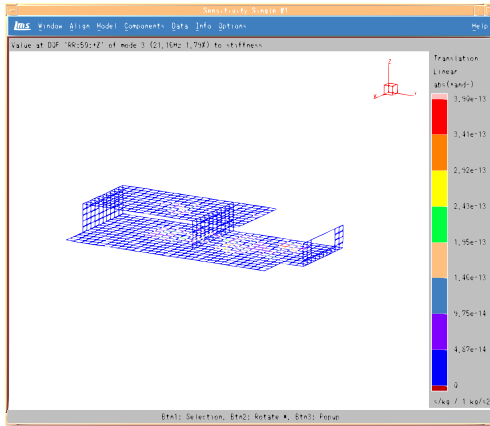 Sensitivity Simple #1
lms Window Align Model Components Data Info Options Help
Value at DOF "RR:59:+Z" of mode 3 (21,16Hz 1,79%) to stiffness
Translation
Linear
z
3,90e-13
3,41e-13
2,92e-13
2,43e-13
1,95e-13
1,46e-13
9,75e-14
4,87e-14
0
Btn1: Selection, Btn2: Rotate X, Btn3: Popup